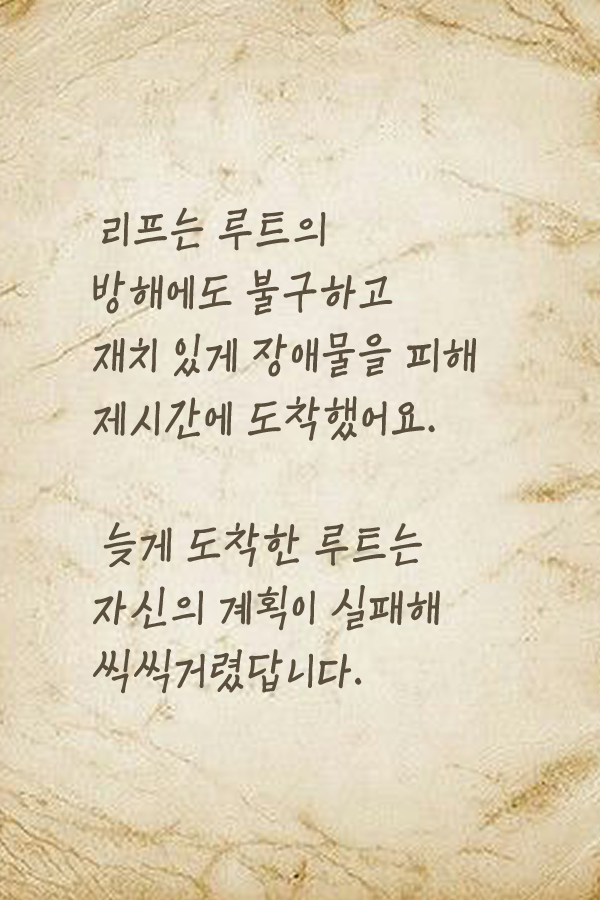 리프는 루트의
방해에도 불구하고
재치 있게 장애물을 피해
제시간에 도착했어요.
늦게 도착한 루트는
자신의 계획이 실패해
씩씩거렸답니다.